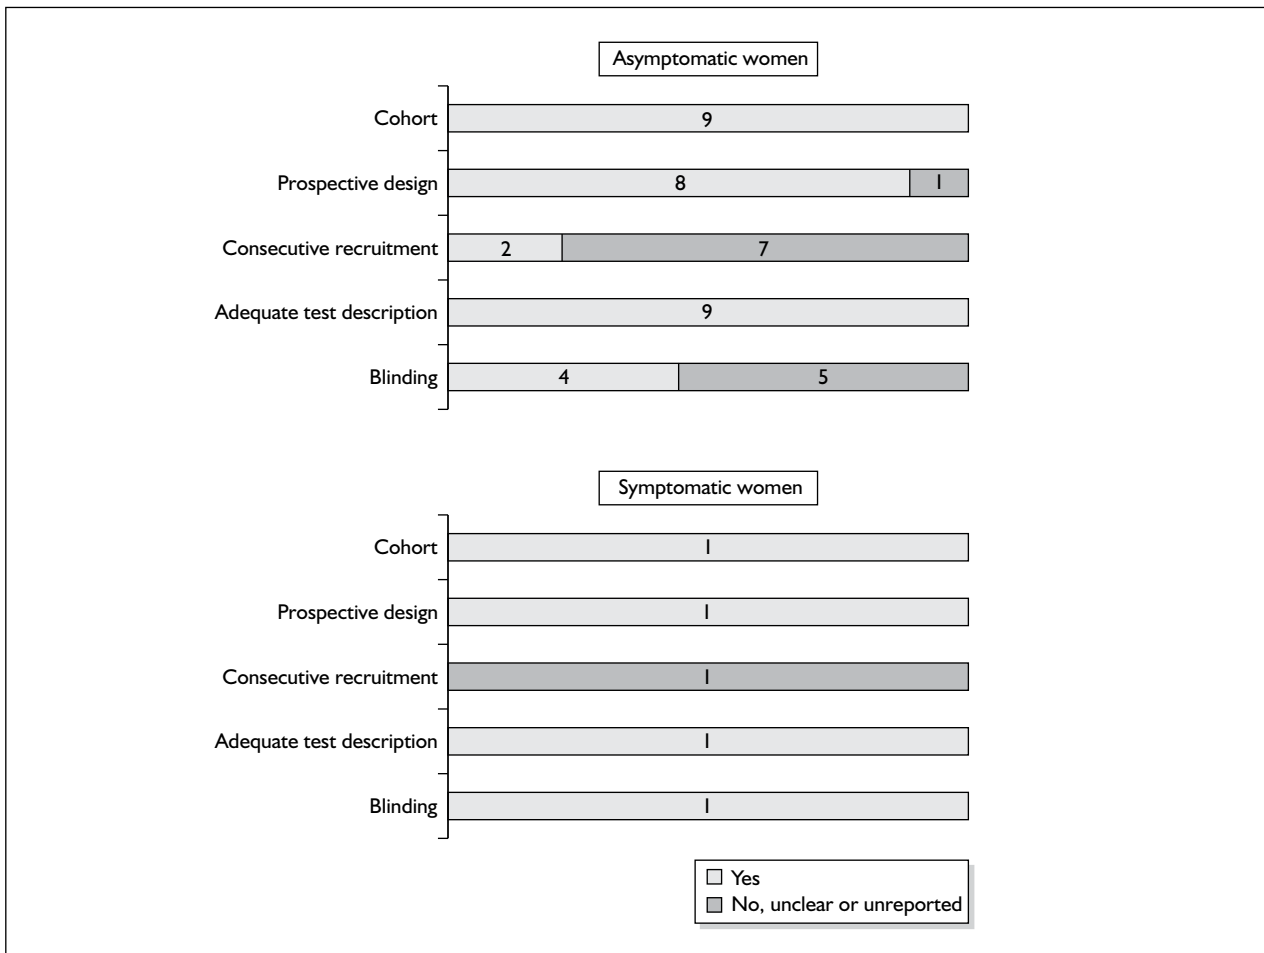 Asymptomatic women
Cohort 9
Prospective design 8 1
Consecutive recruitment 2 7
Adequate test description 9
Blinding 4 5
Symptomatic women
Cohort 1
Prospective design 1
Consecutive recruitment 1
Adequate test description 1
Blinding 1
Yes
No, unclear or unreported